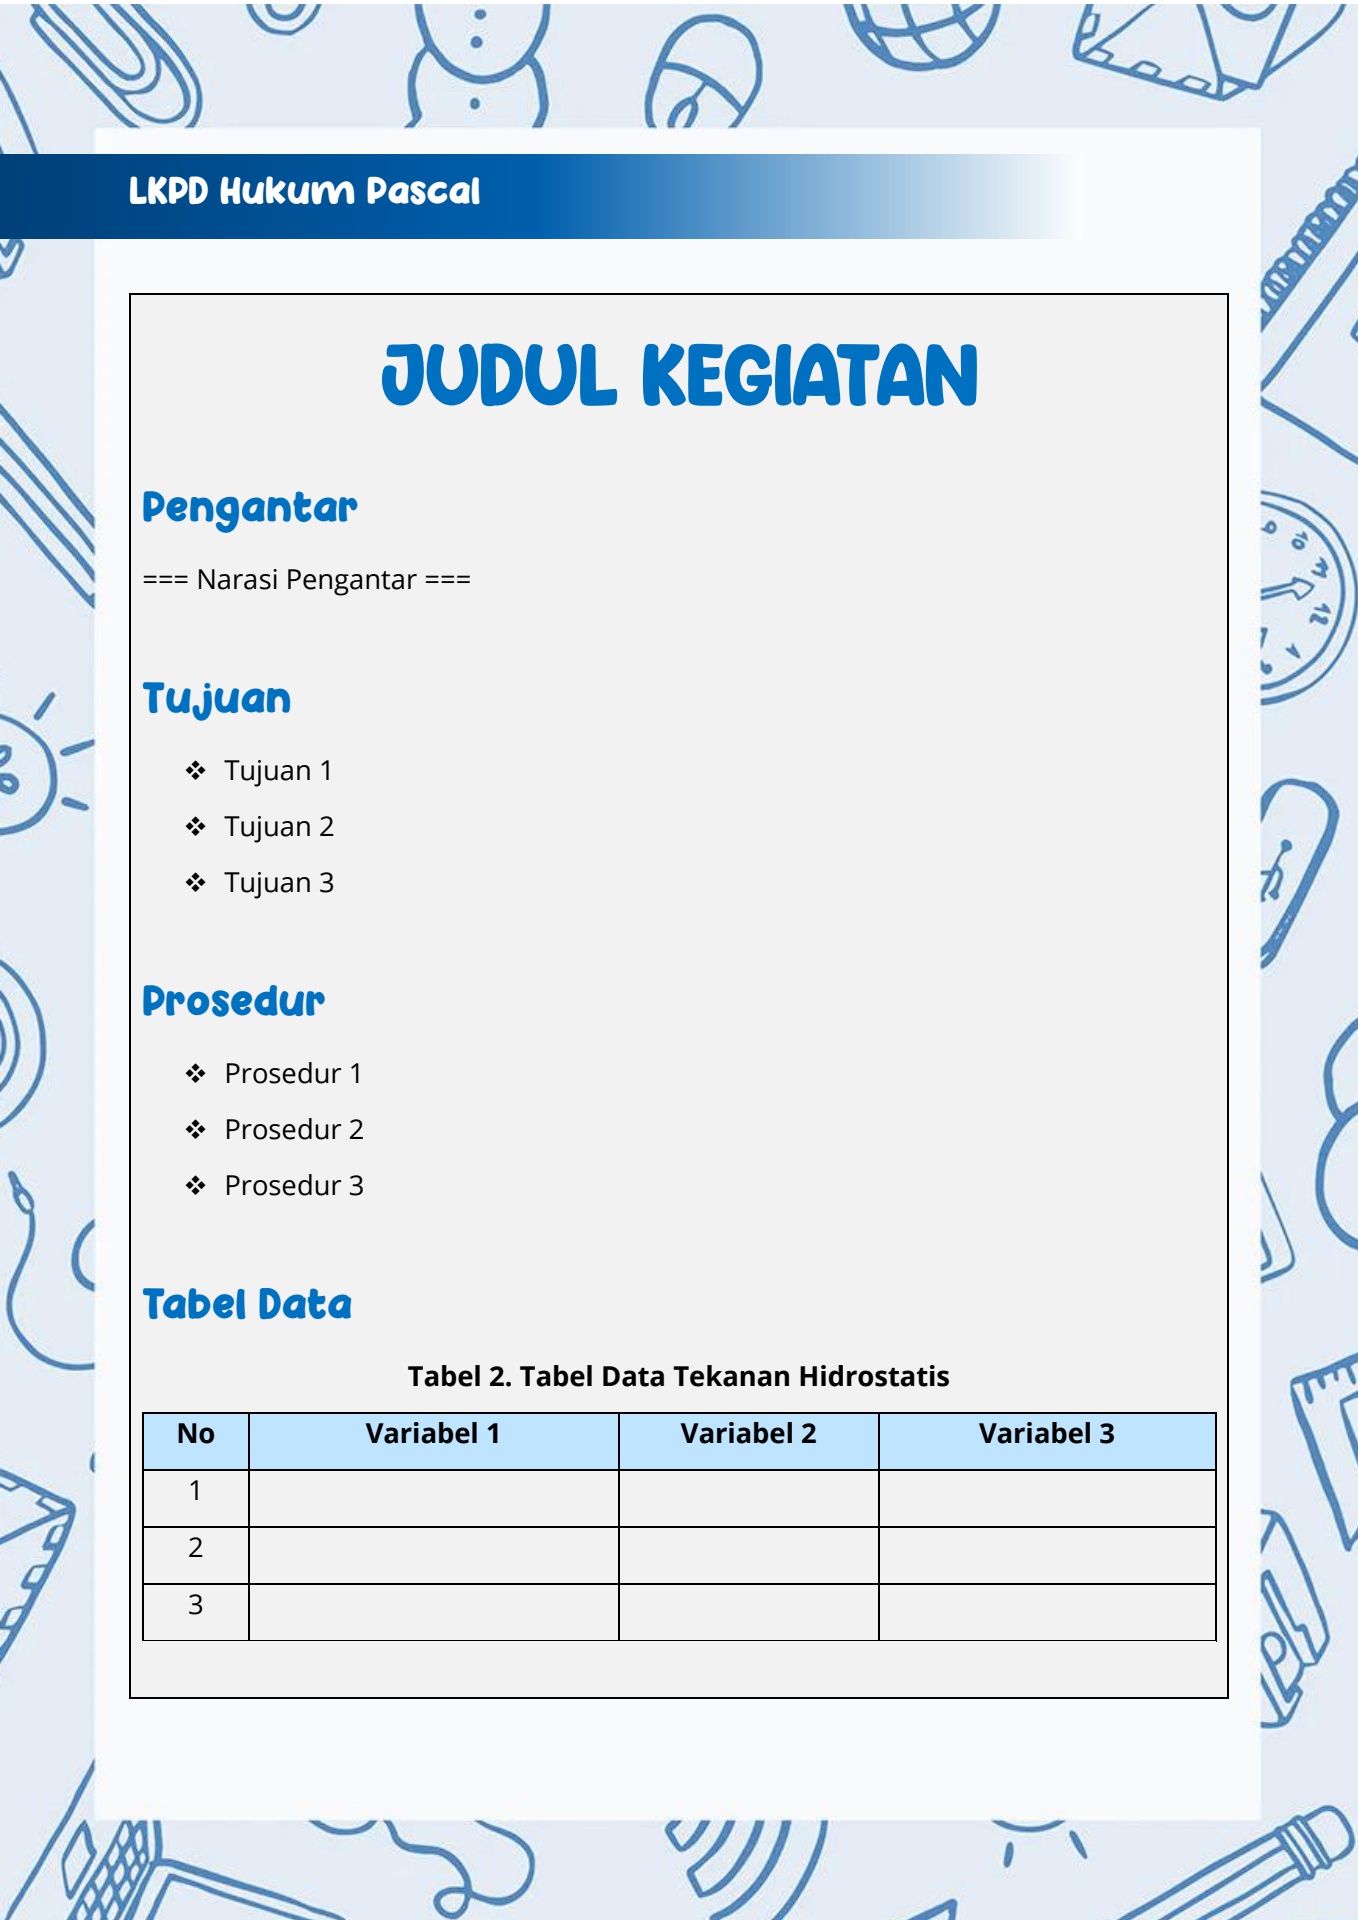 LKPD Hukum Pascal
JUDUL KEGIATAN
Pengantar
=== Narasi Pengantar ===
Tujuan
❖ Tujuan 1
❖ Tujuan 2
❖ Tujuan 3
Prosedur
❖ Prosedur 1
❖ Prosedur 2
❖ Prosedur 3
Tabel Data
Tabel 2. Tabel Data Tekanan Hidrostatis
No Variabel 1 Variabel 2 Variabel 3
1
2
3